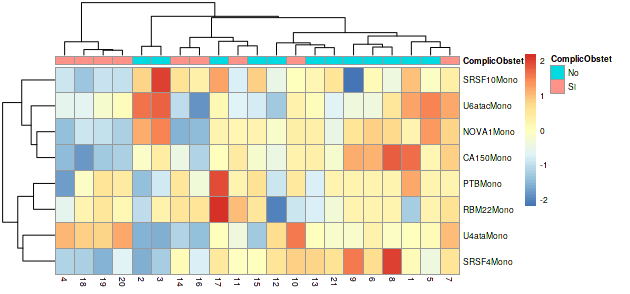 ComplicObstet
SRSF10Mono
U6atacMono
NOVA1Mono
CA150Mono
PTBMono
RBM22Mono
U4ataMono
SRSF4Mono
4 18 19 20 2 3 14 16 17 11 15 12 10 13 21 9 6 8 1 5 7
2
1
0
-1
-2
ComplicObstet
No
SI